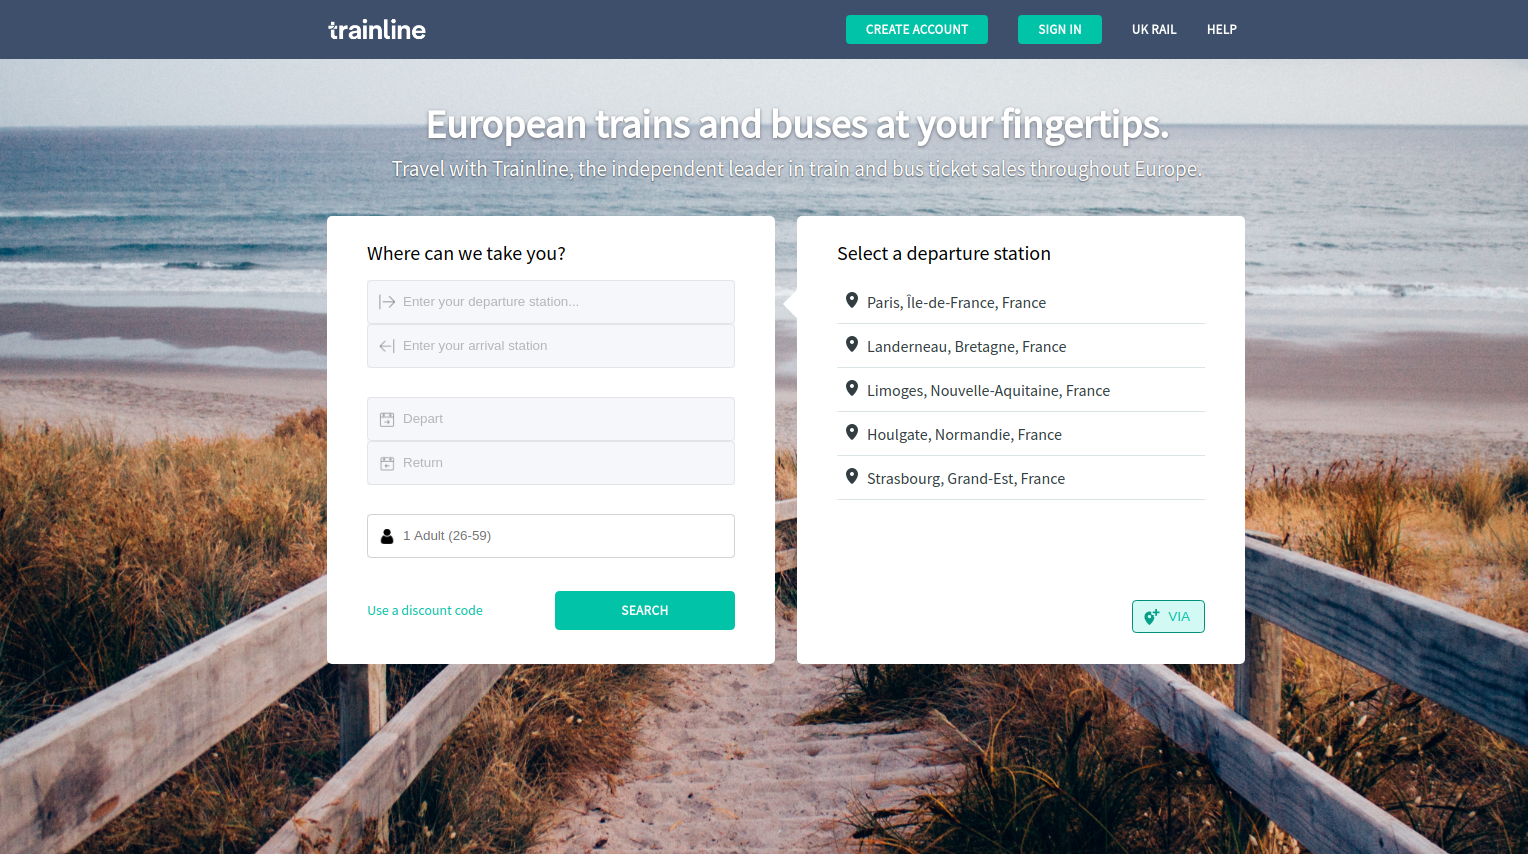 trainline
CREATE ACCOUNT
SIGN IN
UK RAIL
HELP
European trains and buses at your fingertips.
Travel with Trainline, the independent leader in train and bus ticket sales throughout Europe.
Where can we take you?
Enter your departure station...
Enter your arrival station
Depart
Return
1 Adult (26-59)
Use a discount code
SEARCH
Select a departure station
Paris, Île-de-France, France
Landerneau, Bretagne, France
Limoges, Nouvelle-Aquitaine, France
Houlgate, Normandie, France
Strasbourg, Grand-Est, France
VIA